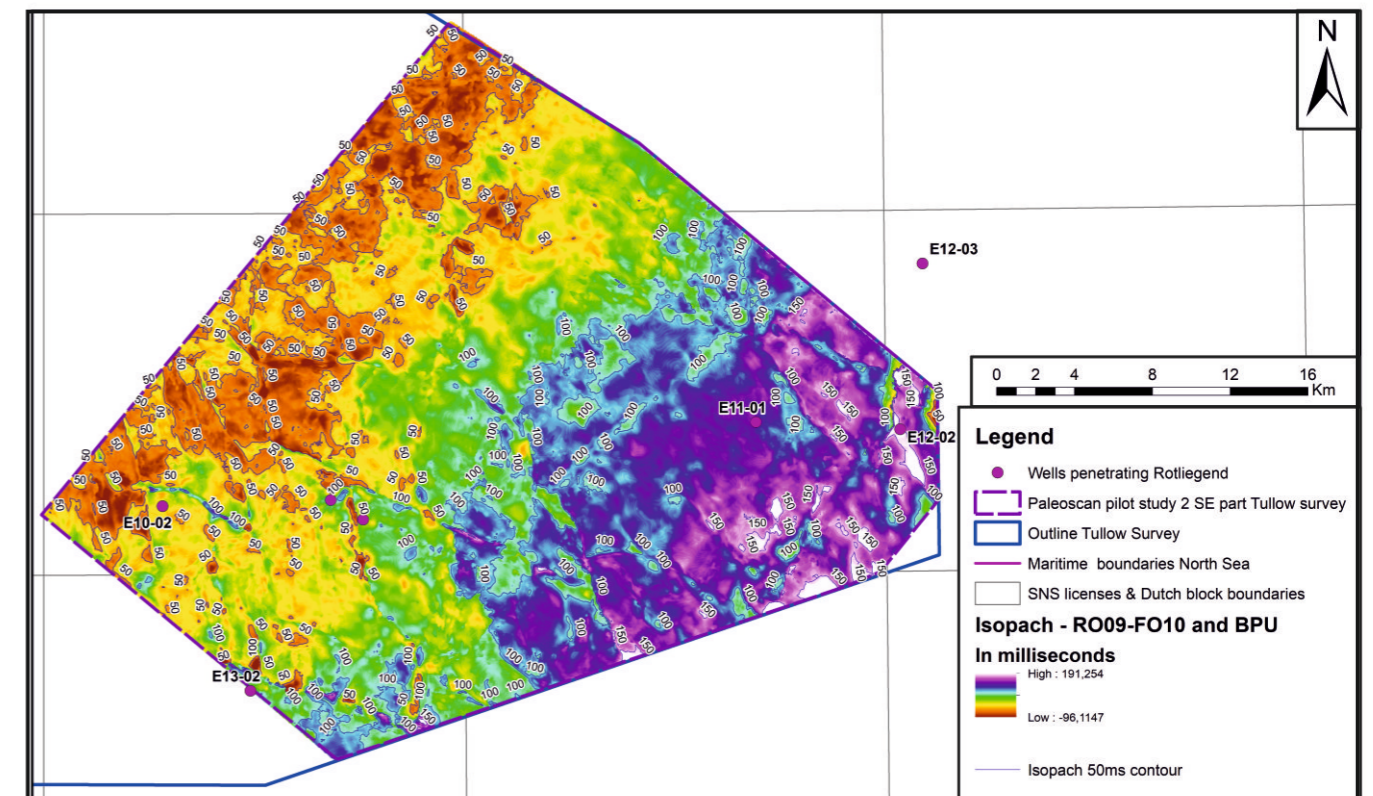 N
E12-03
0 2 4 8 12 16
Km
E11-01
E12-02
E10-02
E13-02
Legend
Wells penetrating Rotliegend
Paleoscan pilot study 2 SE part Tullow survey
Outline Tullow Survey
Maritime boundaries North Sea
SNS licenses & Dutch block boundaries
Isopach - RO09-FO10 and BPU
In milliseconds
High : 191,254
Low : -96,1147
Isopach 50ms contour
50
100
150